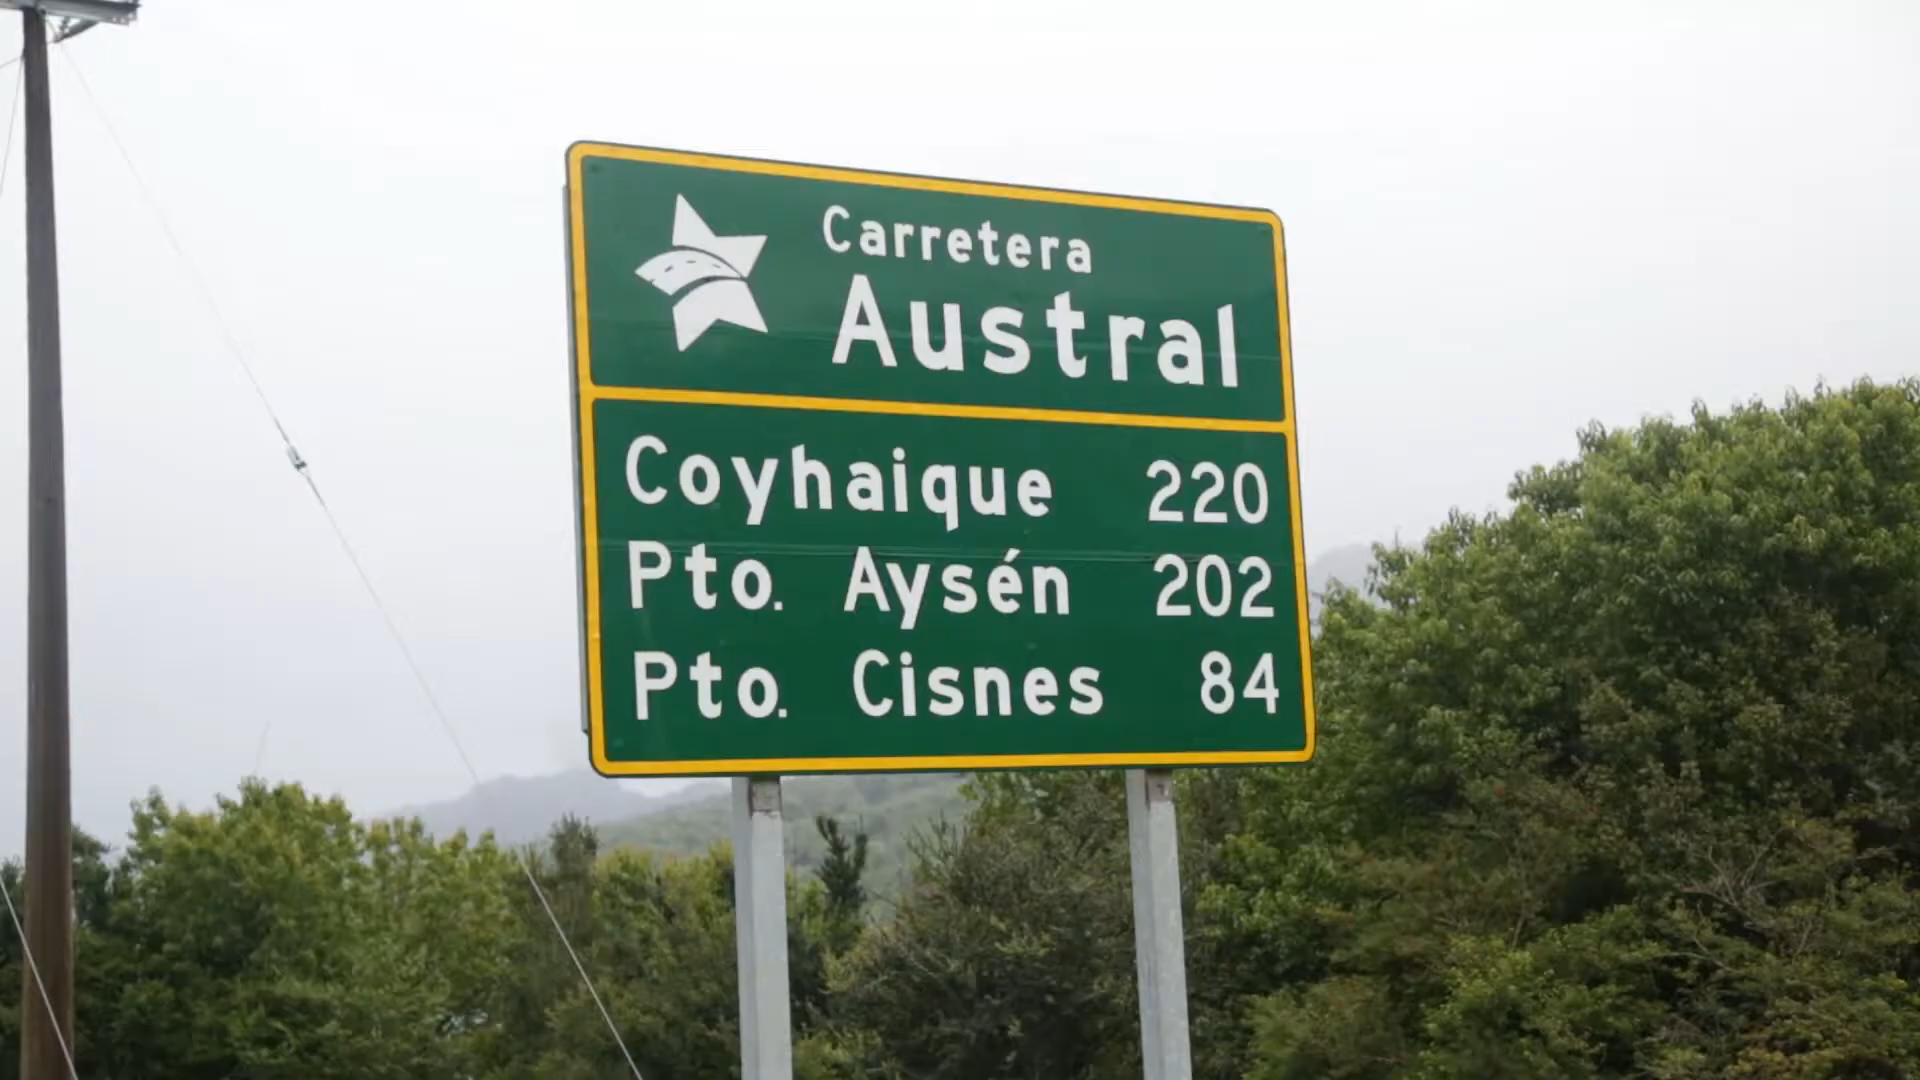 Carretera
Austral
Coyhaique 220
Pto. Aysén 202
Pto. Cisnes 84